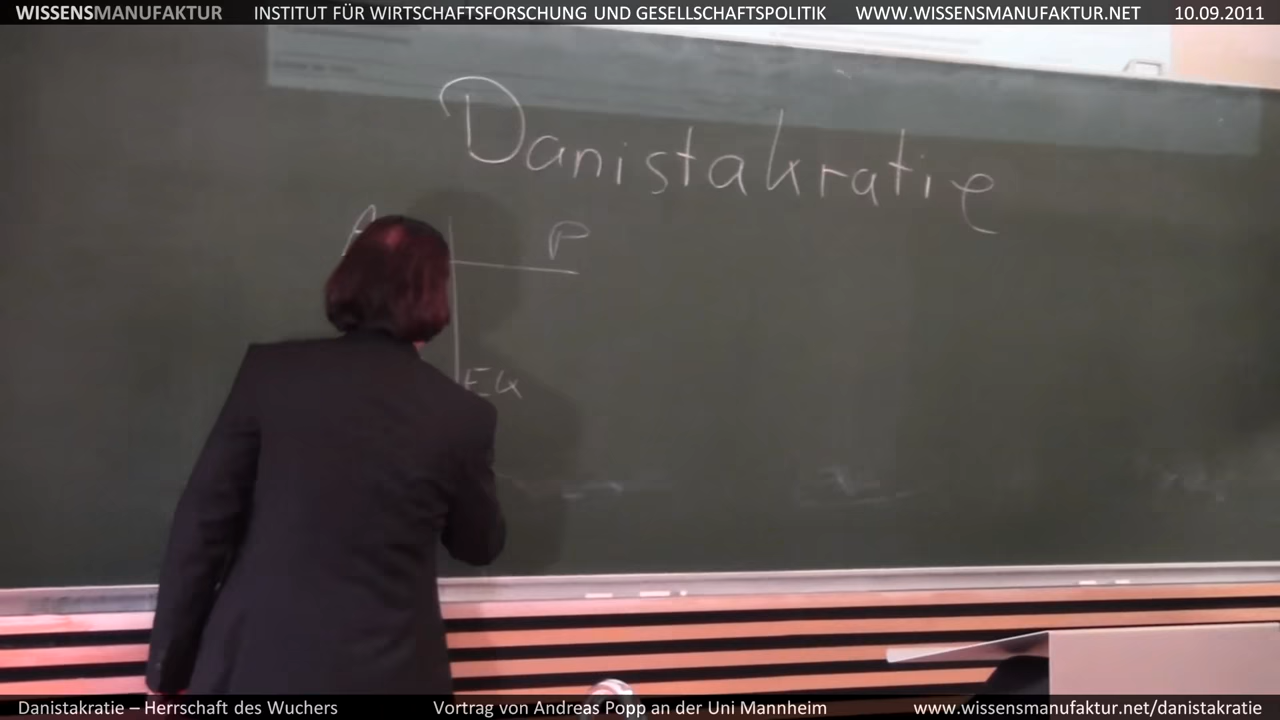 WISSENSMANUFAKTUR INSTITUT FÜR WIRTSCHAFTSFORSCHUNG UND GESELLSCHAFTSPOLITIK WWW.WISSENSMANUFAKTUR.NET 10.09.2011
Danistakratie
A P
EK
Danistakratie – Herrschaft des Wuchers Vortrag von Andreas Popp an der Uni Mannheim www.wissensmanufaktur.net/danistakratie